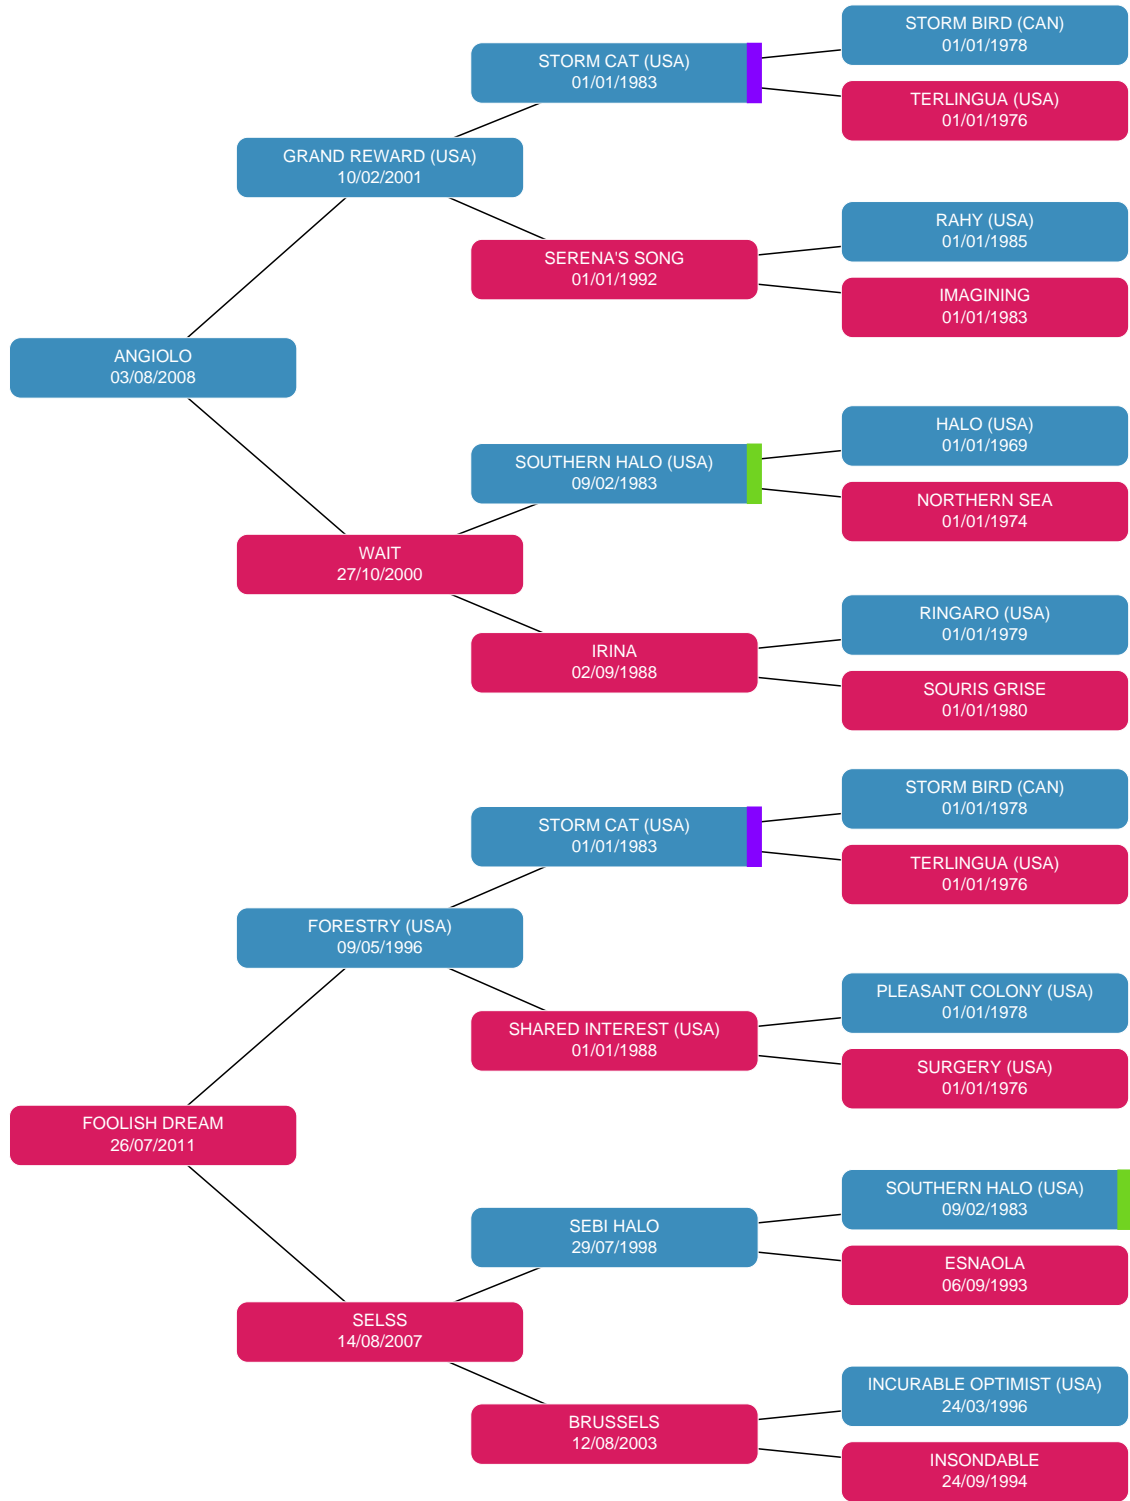 STORM BIRD (CAN)
01/01/1978
STORM CAT (USA)
01/01/1983
TERLINGUA (USA)
01/01/1976
GRAND REWARD (USA)
10/02/2001
RAHY (USA)
01/01/1985
SERENA'S SONG
01/01/1992
IMAGINING
01/01/1983
ANGIOLO
03/08/2008
HALO (USA)
01/01/1969
SOUTHERN HALO (USA)
09/02/1983
NORTHERN SEA
01/01/1974
WAIT
27/10/2000
RINGARO (USA)
01/01/1979
IRINA
02/09/1988
SOURIS GRISE
01/01/1980
STORM BIRD (CAN)
01/01/1978
STORM CAT (USA)
01/01/1983
TERLINGUA (USA)
01/01/1976
FORESTRY (USA)
09/05/1996
PLEASANT COLONY (USA)
01/01/1978
SHARED INTEREST (USA)
01/01/1988
SURGERY (USA)
01/01/1976
FOOLISH DREAM
26/07/2011
SOUTHERN HALO (USA)
09/02/1983
SEBI HALO
29/07/1998
ESNAOLA
06/09/1993
SELSS
14/08/2007
INCURABLE OPTIMIST (USA)
24/03/1996
BRUSSELS
12/08/2003
INSONDABLE
24/09/1994